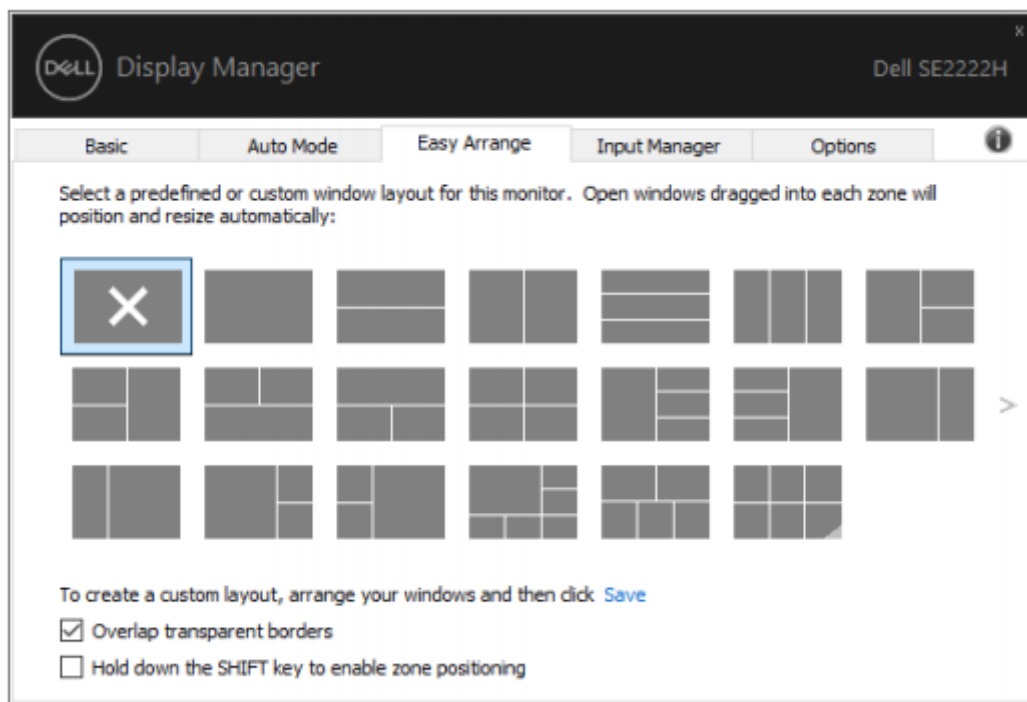 x
DELL Display Manager
Dell SE2222H
Basic Auto Mode Easy Arrange Input Manager Options
Select a predefined or custom window layout for this monitor. Open windows dragged into each zone will
position and resize automatically:
>
To create a custom layout, arrange your windows and then click Save
Overlap transparent borders
Hold down the SHIFT key to enable zone positioning